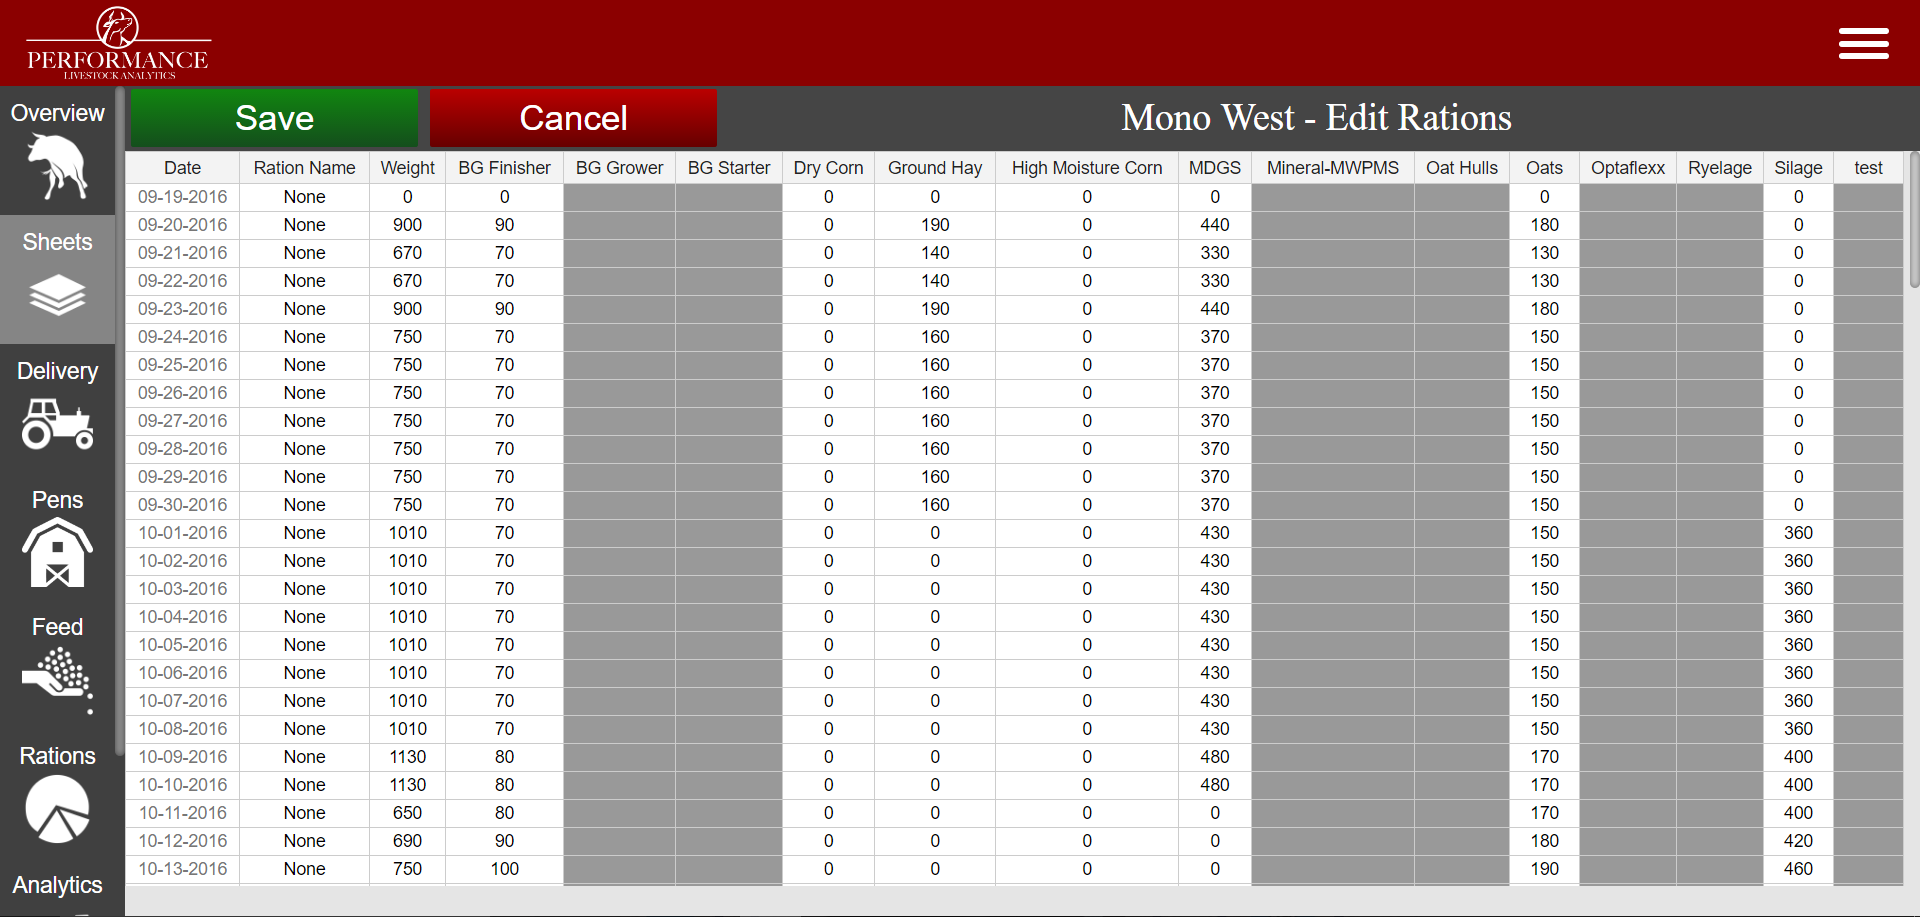 PERFORMANCE
LIVESTOCK ANALYTICS
Overview
Sheets
Delivery
Pens
Feed
Rations
Analytics
Save Cancel Mono West - Edit Rations
Date Ration Name Weight BG Finisher BG Grower BG Starter Dry Corn Ground Hay High Moisture Corn MDGS Mineral-MWPMS Oat Hulls Oats Optaflexx Ryelage Silage test
09-19-2016 None 0 0 0 0 0 0 0 0
09-20-2016 None 900 90 0 190 0 440 180 0
09-21-2016 None 670 70 0 140 0 330 130 0
09-22-2016 None 670 70 0 140 0 330 130 0
09-23-2016 None 900 90 0 190 0 440 180 0
09-24-2016 None 750 70 0 160 0 370 150 0
09-25-2016 None 750 70 0 160 0 370 150 0
09-26-2016 None 750 70 0 160 0 370 150 0
09-27-2016 None 750 70 0 160 0 370 150 0
09-28-2016 None 750 70 0 160 0 370 150 0
09-29-2016 None 750 70 0 160 0 370 150 0
09-30-2016 None 750 70 0 160 0 370 150 0
10-01-2016 None 1010 70 0 0 0 430 150 360
10-02-2016 None 1010 70 0 0 0 430 150 360
10-03-2016 None 1010 70 0 0 0 430 150 360
10-04-2016 None 1010 70 0 0 0 430 150 360
10-05-2016 None 1010 70 0 0 0 430 150 360
10-06-2016 None 1010 70 0 0 0 430 150 360
10-07-2016 None 1010 70 0 0 0 430 150 360
10-08-2016 None 1010 70 0 0 0 430 150 360
10-09-2016 None 1130 80 0 0 0 480 170 400
10-10-2016 None 1130 80 0 0 0 480 170 400
10-11-2016 None 650 80 0 0 0 0 170 400
10-12-2016 None 690 90 0 0 0 0 180 420
10-13-2016 None 750 100 0 0 0 0 190 460